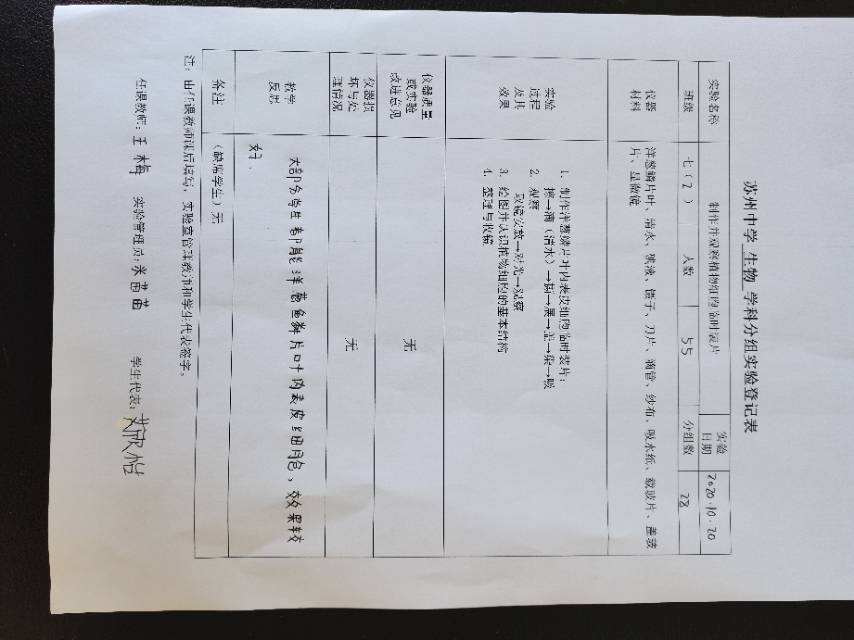 苏州中学 生物 学科分组实验登记表
实验名称 制作并观察植物细胞临时装片 实验日期 2020.10.20
班级 七(2) 人数 55 分组数 28
仪器材料 洋葱鳞片叶、清水、碘液、镊子、刀片、滴管、纱布、吸水纸、载玻片、盖玻
片、显微镜
实验过程及其效果
1. 制作洋葱鳞片叶内表皮细胞临时装片:
擦→滴(清水)→撕→展→盖→染→吸
2. 观察
取镜安放→对光→观察
3. 绘图并认识植物细胞的基本结构
4. 整理与收镜
仪器质量或实验改进意见 无
仪器损坏与处理情况 无
教学反思 大部分学生都能洋葱鱼鳞片叶内表皮细胞、效果非交
好.
备注 (缺席学生)无
注:由任课教师课后填写,实验室管理教师和学生代表签字。
任课教师: 王梅 实验管理员: 苗苗 学生代表: